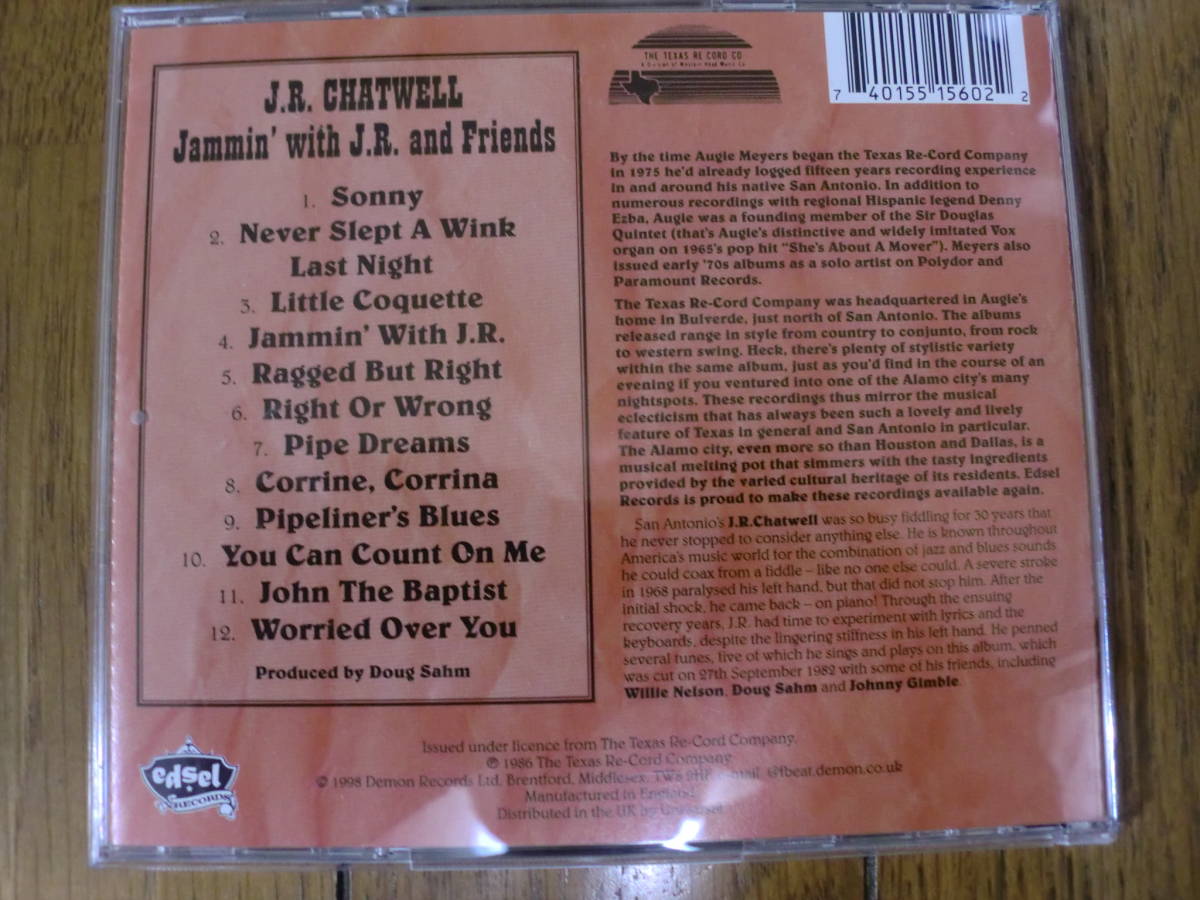 J.R. CHATWELL
Jammin' with J.R. and Friends
1. Sonny
2. Never Slept A Wink
Last Night
3. Little Coquette
4. Jammin' With J.R.
5. Ragged But Right
6. Right Or Wrong
7. Pipe Dreams
8. Corrine, Corrina
9. Pipeliner's Blues
10. You Can Count On Me
11. John The Baptist
12. Worried Over You
Produced by Doug Sahm
THE TEXAS RE CORD CO
7 40155 15602 2
By the time Augie Meyers began the Texas Re-Cord Company
in 1975 he'd already logged fifteen years recording experience
in and around his native San Antonio. In addition to
numerous recordings with regional Hispanic legend Denny
Ezba, Augie was a founding member of the Sir Douglas
Quintet (that's Augie's distinctive and widely imitated Vox
organ on 1965's pop hit "She's About A Mover"). Meyers also
issued early '70s albums as a solo artist on Polydor and
Paramount Records.
The Texas Re-Cord Company was headquartered in Augie's
home in Bulverde, just north of San Antonio. The albums
released range in style from country to conjunto, from rock
to western swing. Heck, there's plenty of stylistic variety
within the same album, just as you'd find in the course of an
evening if you ventured into one of the Alamo city's many
nightspots. These recordings thus mirror the musical
eclecticism that has always been such a lovely and lively
feature of Texas in general and San Antonio in particular.
The Alamo city, even more so than Houston and Dallas, is a
musical melting pot that simmers with the tasty ingredients
provided by the varied cultural heritage of its residents. Edsel
Records is proud to make these recordings available again.
San Antonio's J.R.Chatwell was so busy fiddling for 30 years that
he never stopped to consider anything else. He is known throughout
America's music world for the combination of jazz and blues sounds
he could coax from a fiddle – like no one else could. A severe stroke
in 1968 paralysed his left hand, but that did not stop him. After the
initial shock, he came back – on piano! Through the ensuing
recovery years, J.R. had time to experiment with lyrics and the
keyboards, despite the lingering stiffness in his left hand. He penned
several tunes, five of which he sings and plays on this album, which
was cut on 27th September 1982 with some of his friends, including
Willie Nelson, Doug Sahm and Johnny Gimble.
edsel
RECORDS
Issued under licence from The Texas Re-Cord Company.
℗ 1986 The Texas Re-Cord Company
© 1998 Demon Records Ltd, Brentford, Middlesex, TW8 fbeat.demon.co.uk
Manufactured in England
Distributed in the UK by